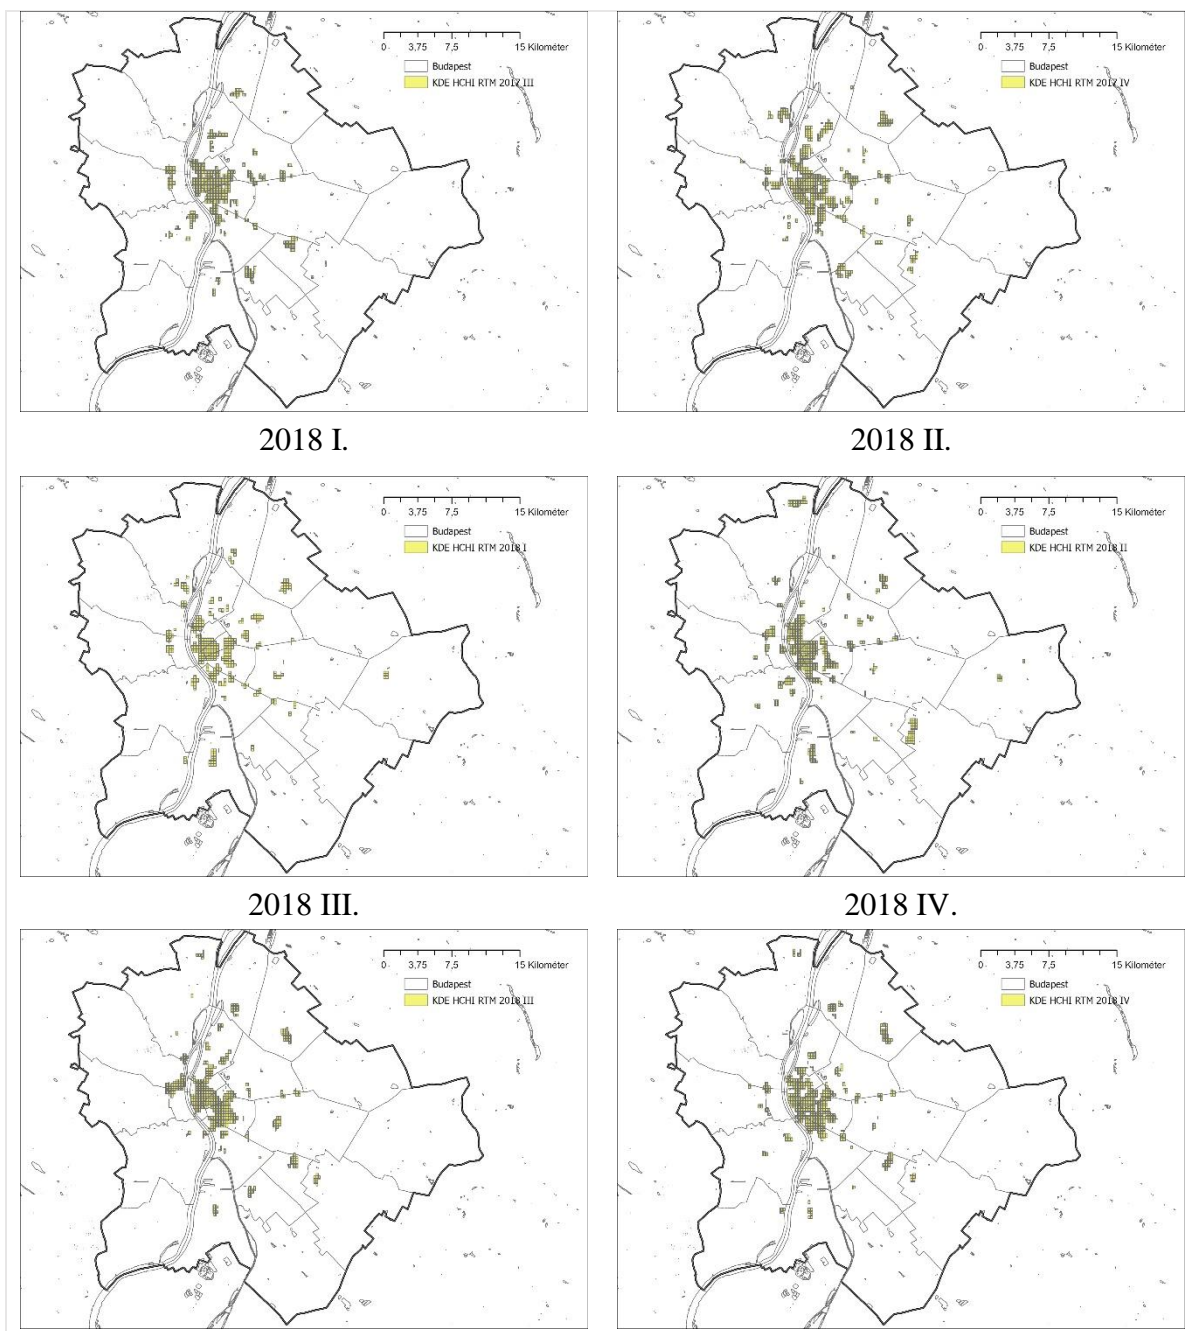 0 3,75 7,5 15 Kilométer
Budapest
KDE HCHI RTM 2017 III
0 3,75 7,5 15 Kilométer
Budapest
KDE HCHI RTM 2017 IV
2018 I.
2018 II.
0 3,75 7,5 15 Kilométer
Budapest
KDE HCHI RTM 2018 I
0 3,75 7,5 15 Kilométer
Budapest
KDE HCHI RTM 2018 II
2018 III.
2018 IV.
0 3,75 7,5 15 Kilométer
Budapest
KDE HCHI RTM 2018 III
0 3,75 7,5 15 Kilométer
Budapest
KDE HCHI RTM 2018 IV